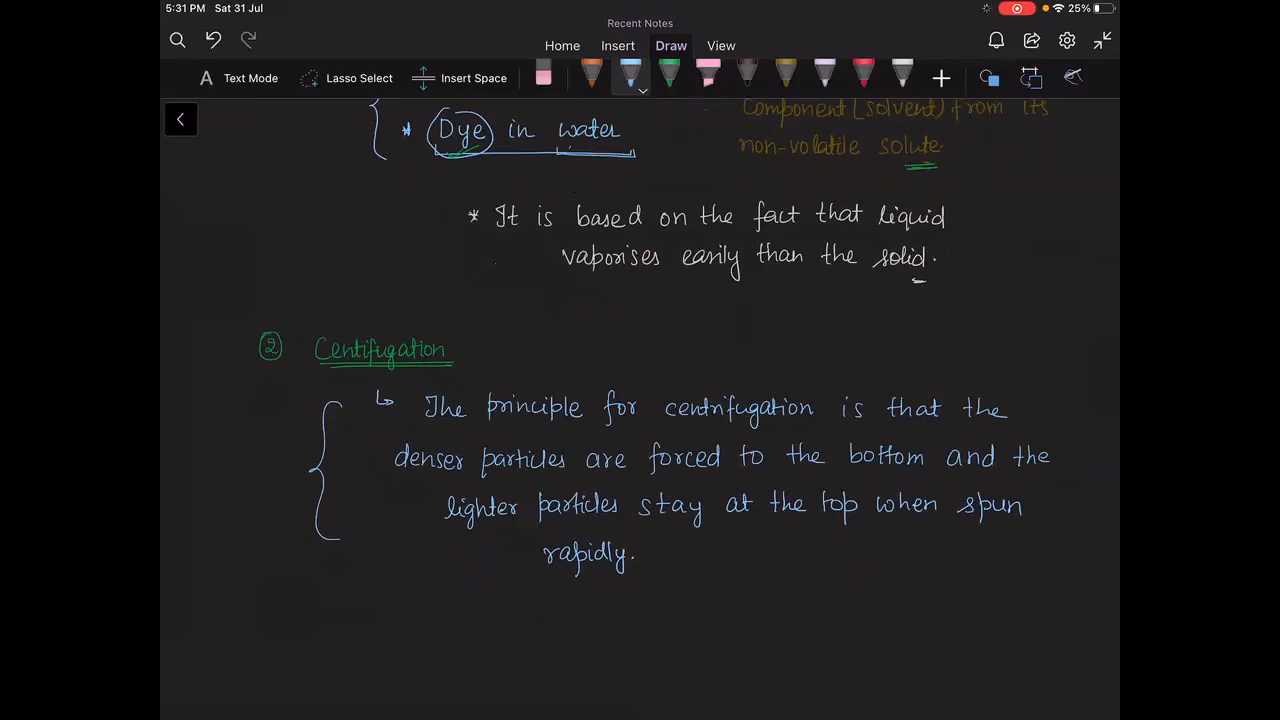 5:31 PM Sat 31 Jul
25%
Recent Notes
Home Insert Draw View
A Text Mode Lasso Select Insert Space
Component (solvent) from its
* Dye in water
non-volatile solute.
* It is based on the fact that liquid
vaporises easily than the solid.
2 Centifugation
↳ The principle for centrifugation is that the
denser particles are forced to the bottom and the
lighter particles stay at the top when spun
rapidly.